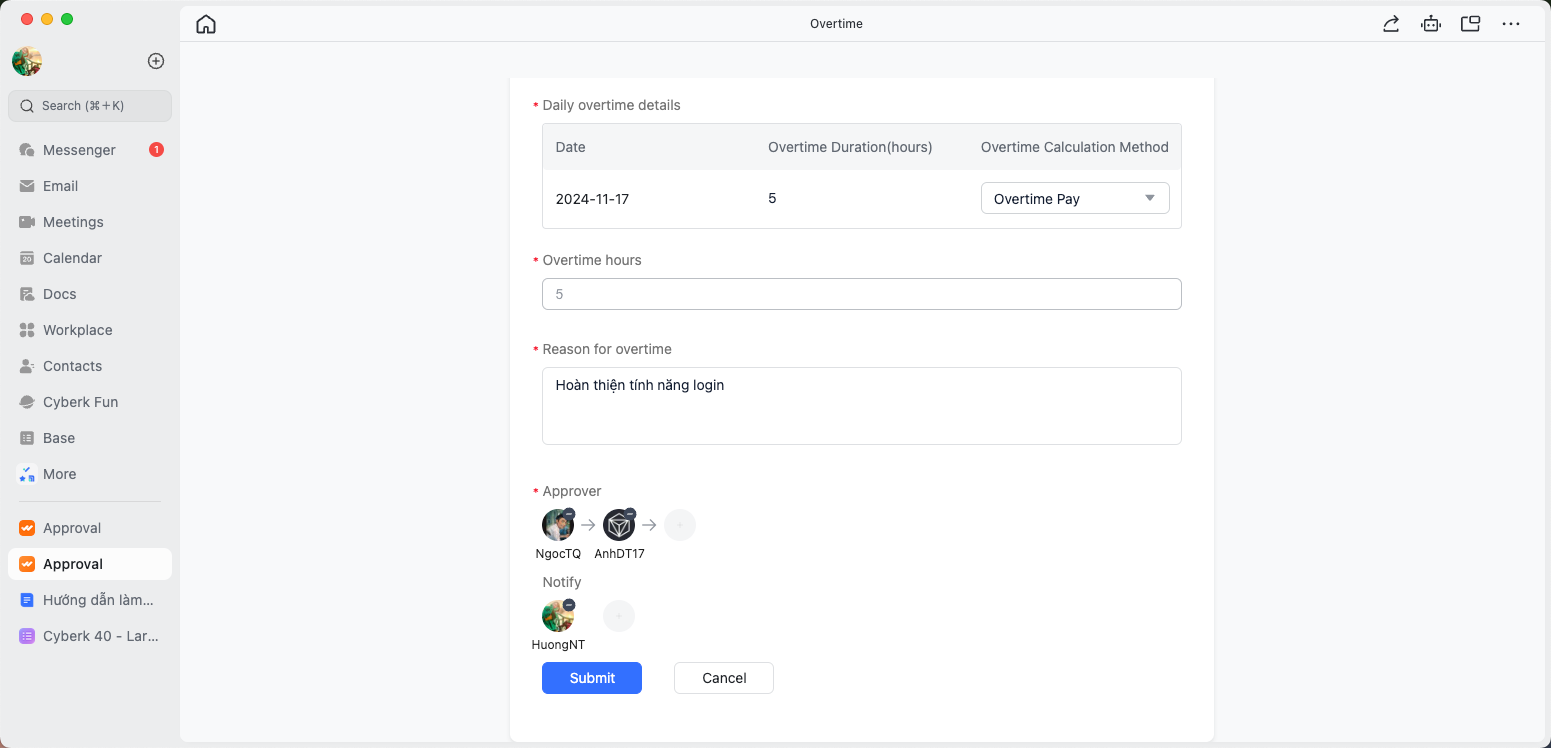 Overtime
Search (⌘+K)
Messenger
1
Email
Meetings
20
Calendar
Docs
Workplace
Contacts
Cyberk Fun
Base
More
Approval
Approval
Hướng dẫn làm...
Cyberk 40 - Lar...
* Daily overtime details
Date Overtime Duration(hours) Overtime Calculation Method
2024-11-17 5 Overtime Pay
* Overtime hours
5
* Reason for overtime
Hoàn thiện tính năng login
* Approver
NgocTQ AnhDT17
Notify
HuongNT
Submit Cancel